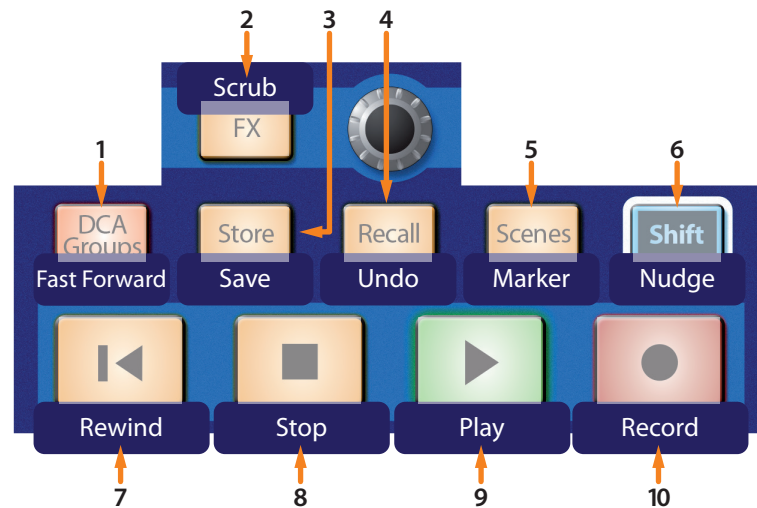 2 3 4
Scrub
FX
1 5 6
DCA
Groups
Store
Recall
Scenes
Shift
Fast Forward
Save
Undo
Marker
Nudge
Rewind
Stop
Play
Record
7 8 9 10